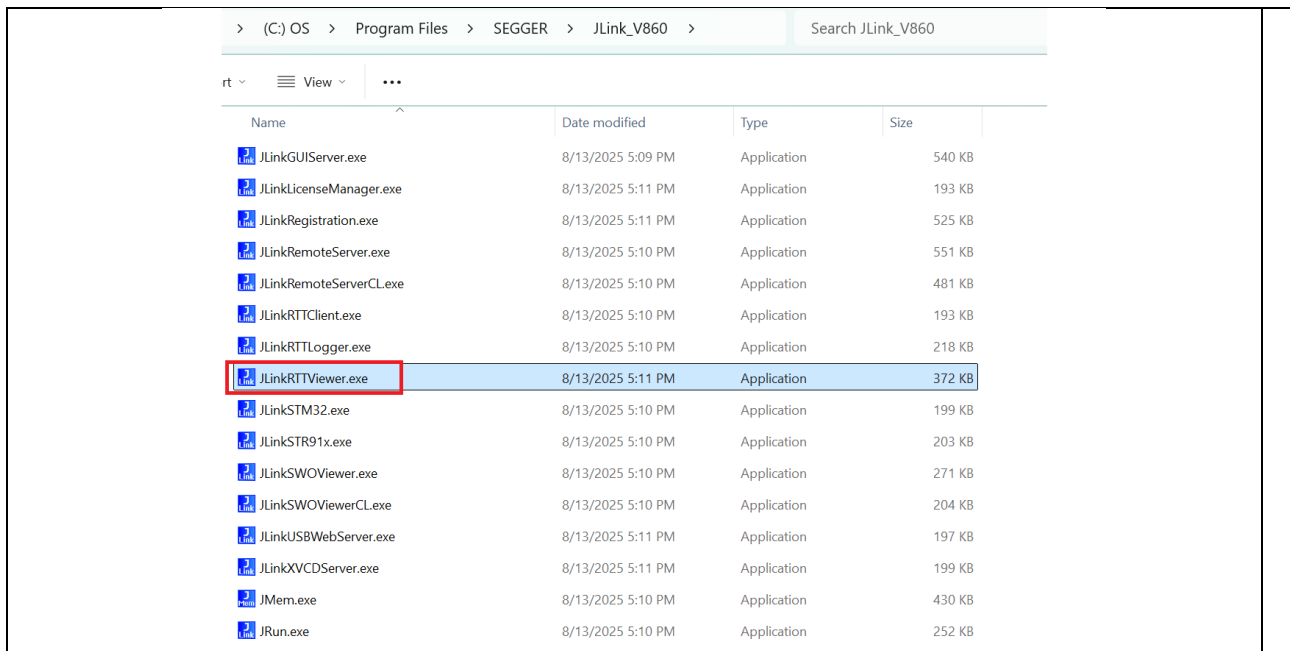 > (C:) OS > Program Files > SEGGER > JLink_V860 > Search JLink_V860
rt View ...
Name Date modified Type Size
JLinkGUIServer.exe 8/13/2025 5:09 PM Application 540 KB
JLinkLicenseManager.exe 8/13/2025 5:11 PM Application 193 KB
JLinkRegistration.exe 8/13/2025 5:11 PM Application 525 KB
JLinkRemoteServer.exe 8/13/2025 5:10 PM Application 551 KB
JLinkRemoteServerCL.exe 8/13/2025 5:10 PM Application 481 KB
JLinkRTTClient.exe 8/13/2025 5:10 PM Application 193 KB
JLinkRTTLogger.exe 8/13/2025 5:10 PM Application 218 KB
JLinkRTTViewer.exe 8/13/2025 5:11 PM Application 372 KB
JLinkSTM32.exe 8/13/2025 5:10 PM Application 199 KB
JLinkSTR91x.exe 8/13/2025 5:10 PM Application 203 KB
JLinkSWOViewer.exe 8/13/2025 5:10 PM Application 271 KB
JLinkSWOViewerCL.exe 8/13/2025 5:10 PM Application 204 KB
JLinkUSBWebServer.exe 8/13/2025 5:11 PM Application 197 KB
JLinkXVCDServer.exe 8/13/2025 5:11 PM Application 199 KB
JMem.exe 8/13/2025 5:10 PM Application 430 KB
JRun.exe 8/13/2025 5:10 PM Application 252 KB